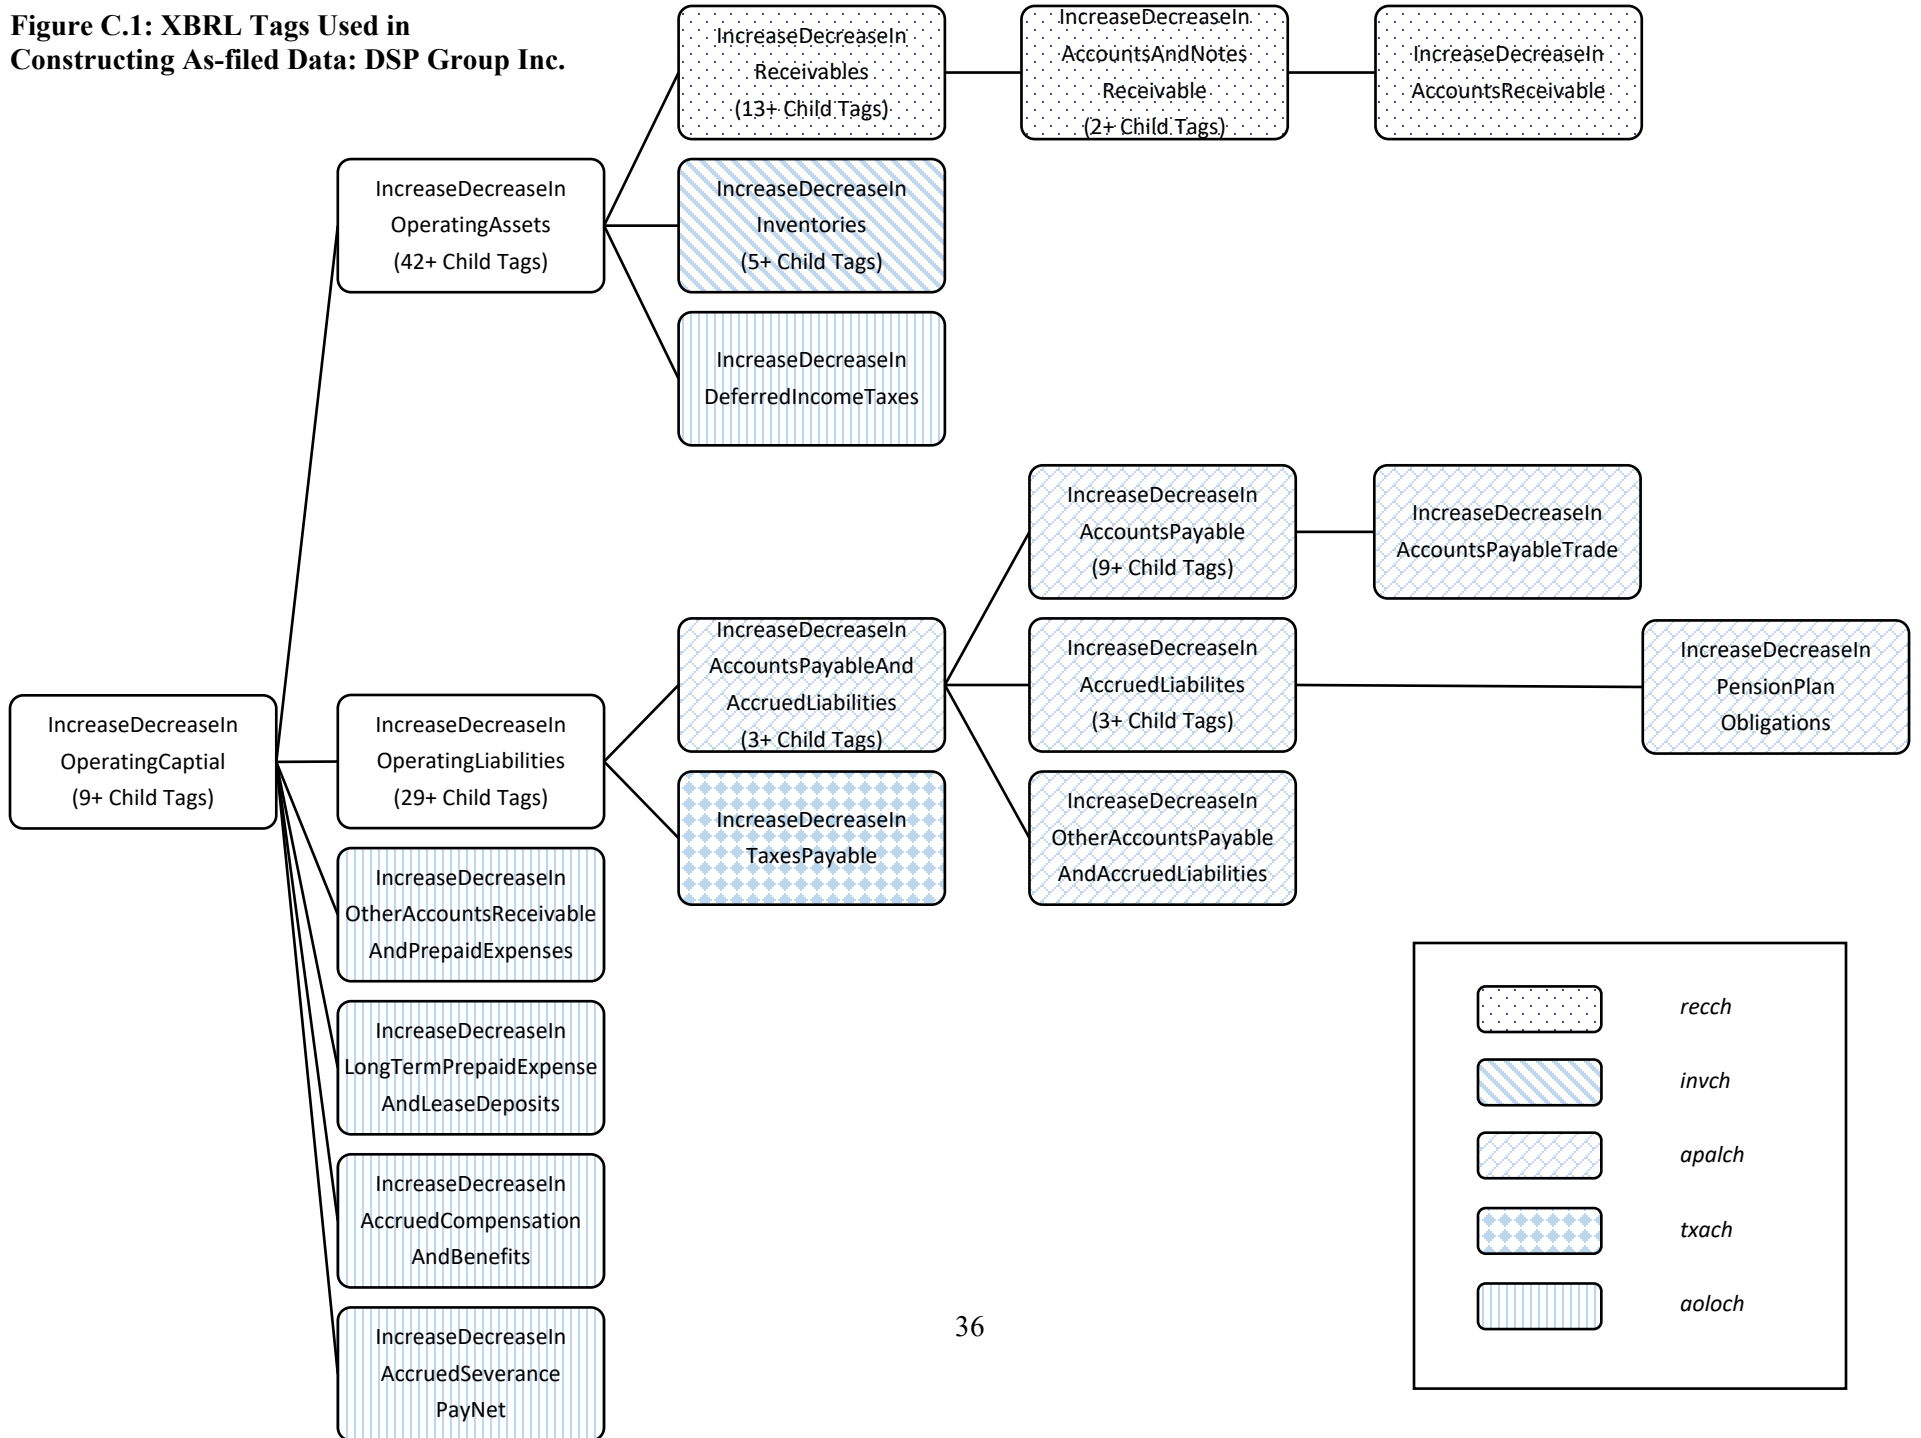 Figure C.1: XBRL Tags Used in
Constructing As-filed Data: DSP Group Inc.
IncreaseDecreaseIn
Receivables
(13+ Child Tags)
IncreaseDecreaseIn
AccountsAndNotes
Receivable
(2+ Child Tags)
IncreaseDecreaseIn
AccountsReceivable
IncreaseDecreaseIn
OperatingAssets
(42+ Child Tags)
IncreaseDecreaseIn
Inventories
(5+ Child Tags)
IncreaseDecreaseIn
DeferredIncomeTaxes
IncreaseDecreaseIn
AccountsPayable
(9+ Child Tags)
IncreaseDecreaseIn
AccountsPayableTrade
IncreaseDecreaseIn
AccountsPayableAnd
AccruedLiabilities
(3+ Child Tags)
IncreaseDecreaseIn
AccruedLiabilites
(3+ Child Tags)
IncreaseDecreaseIn
PensionPlan
Obligations
IncreaseDecreaseIn
OperatingCaptial
(9+ Child Tags)
IncreaseDecreaseIn
OperatingLiabilities
(29+ Child Tags)
IncreaseDecreaseIn
TaxesPayable
IncreaseDecreaseIn
OtherAccountsPayable
AndAccruedLiabilities
IncreaseDecreaseIn
OtherAccountsReceivable
AndPrepaidExpenses
IncreaseDecreaseIn
LongTermPrepaidExpense
AndLeaseDeposits
IncreaseDecreaseIn
AccruedCompensation
AndBenefits
IncreaseDecreaseIn
AccruedSeverance
PayNet
recch
invch
apalch
txach
aoloch
36